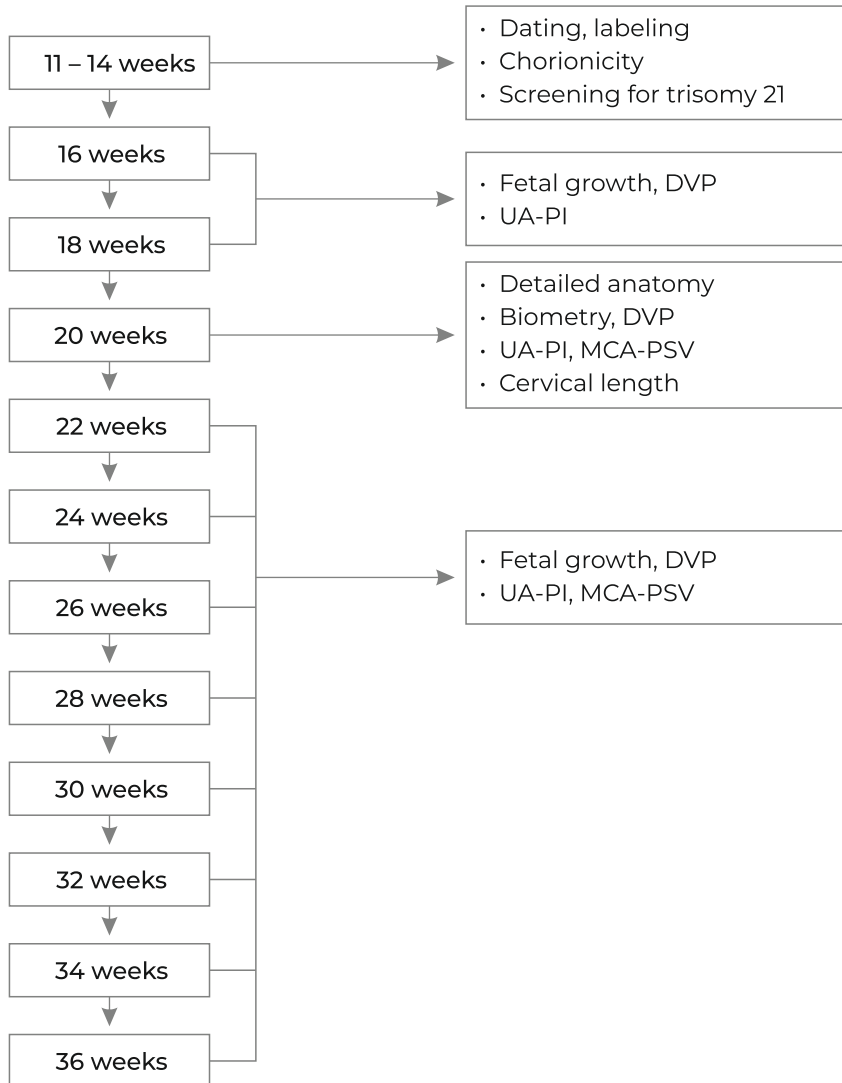 11 – 14 weeks
· Dating, labeling
· Chorionicity
· Screening for trisomy 21
16 weeks
18 weeks
· Fetal growth, DVP
· UA-PI
20 weeks
· Detailed anatomy
· Biometry, DVP
· UA-PI, MCA-PSV
· Cervical length
22 weeks
24 weeks
26 weeks
28 weeks
30 weeks
32 weeks
34 weeks
36 weeks
· Fetal growth, DVP
· UA-PI, MCA-PSV